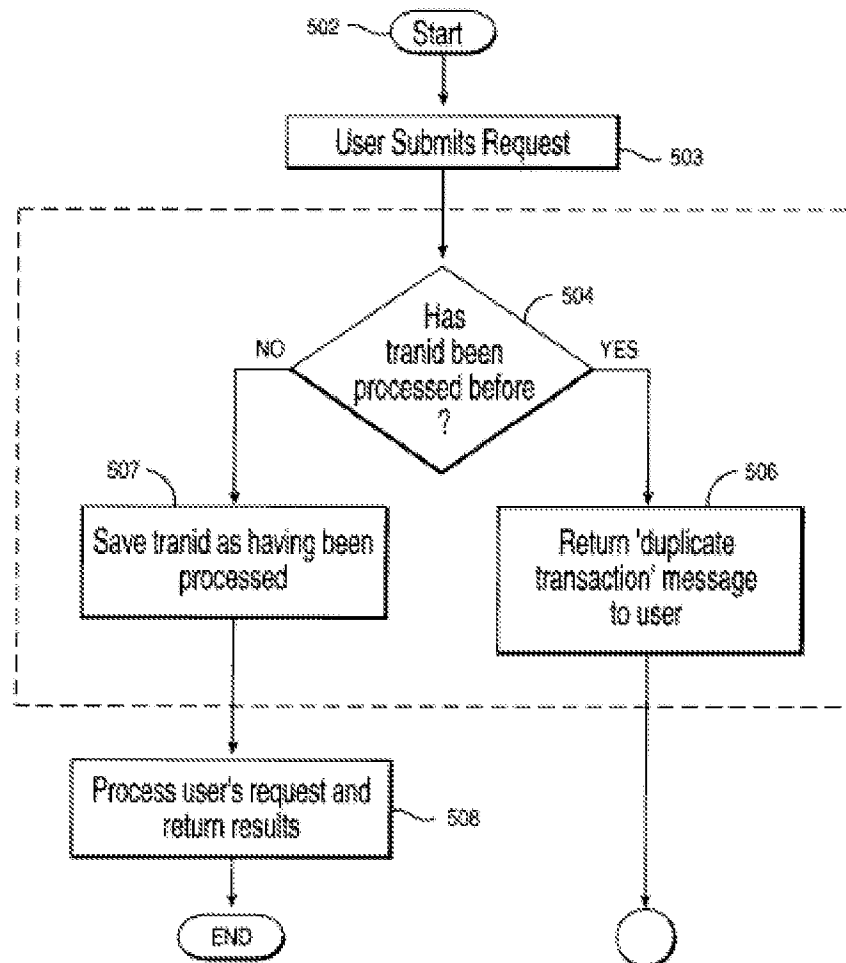 502
Start
User Submits Request
503
504
Has
tranid been
processed before
?
NO
YES
507
Save tranid as having been
processed
506
Return 'duplicate
transaction' message
to user
Process user's request and
return results
508
END